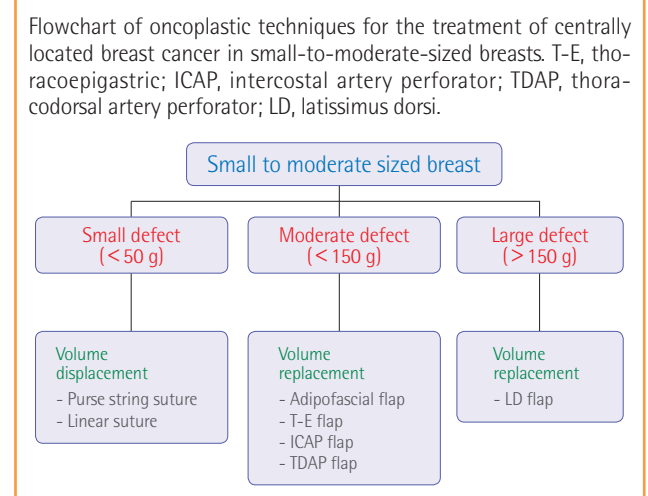 Flowchart of oncoplastic techniques for the treatment of centrally
located breast cancer in small-to-moderate-sized breasts. T-E, tho-
racoepigastric; ICAP, intercostal artery perforator; TDAP, thora-
codorsal artery perforator; LD, latissimus dorsi.
Small to moderate sized breast
Small defect
(<50 g)
Moderate defect
(<150 g)
Large defect
(>150 g)
Volume
displacement
- Purse string suture
- Linear suture
Volume
replacement
- Adipofascial flap
- T-E flap
- ICAP flap
- TDAP flap
Volume
replacement
- LD flap